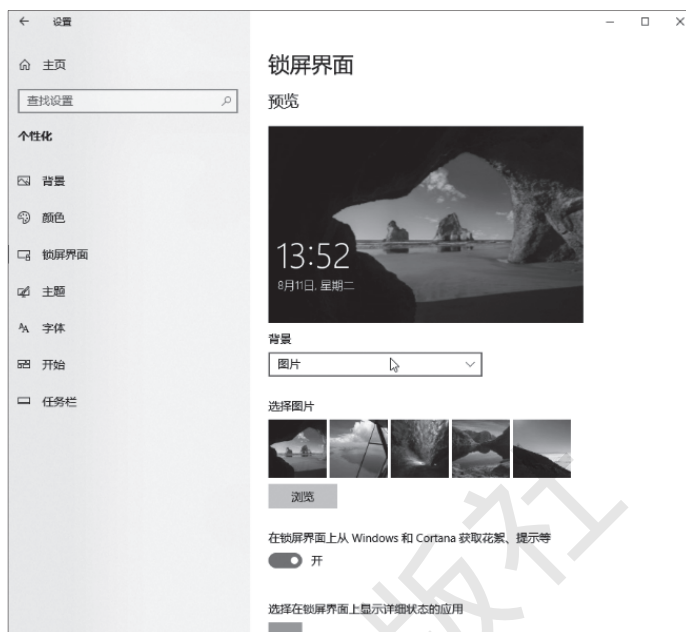 设置
主页
查找设置
个性化
背景
颜色
锁屏界面
主题
字体
开始
任务栏
锁屏界面
预览
13:52
8月11日, 星期二
背景
图片
选择图片
浏览
在锁屏界面上从 Windows 和 Cortana 获取花絮、提示等
开
选择在锁屏界面上显示详细状态的应用
版社